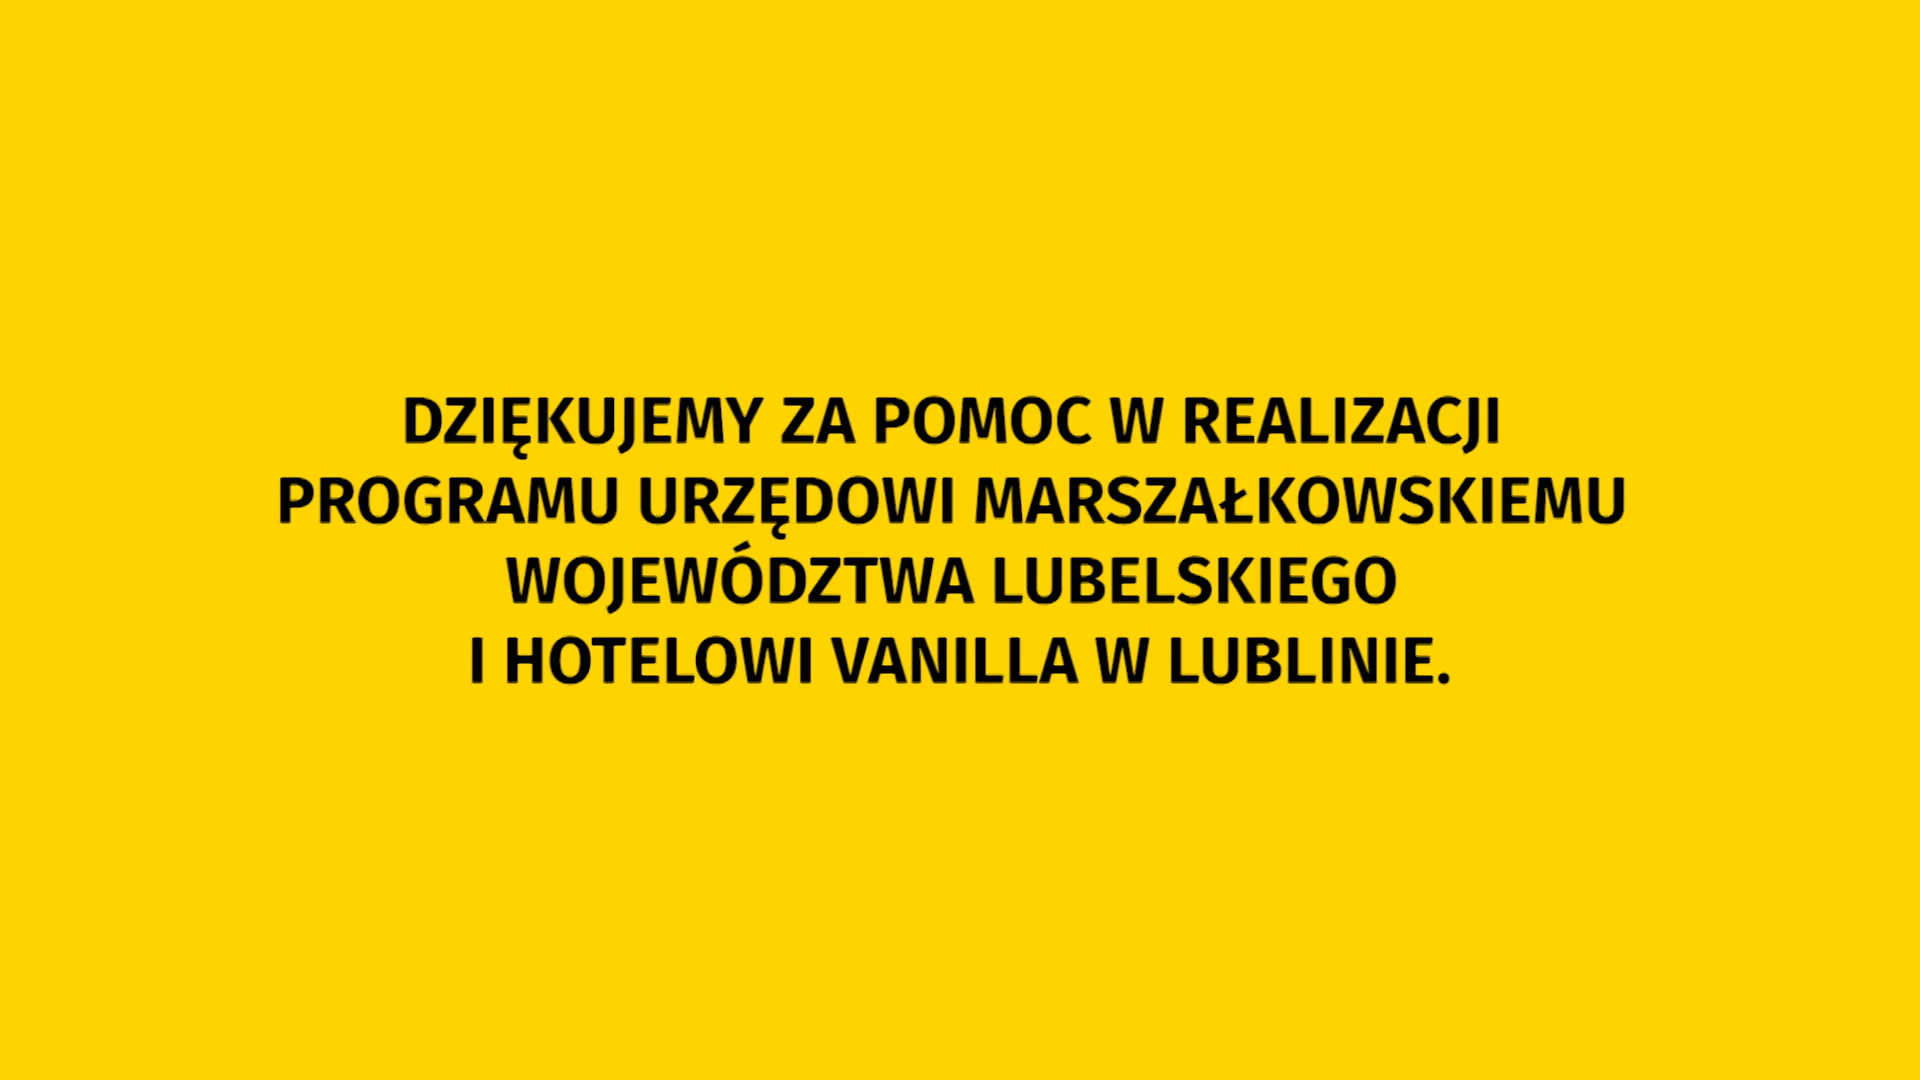 DZIĘKUJEMY ZA POMOC W REALIZACJI
PROGRAMU URZĘDOWI MARSZAŁKOWSKIEMU
WOJEWÓDZTWA LUBELSKIEGO
I HOTELOWI VANILLA W LUBLINIE.